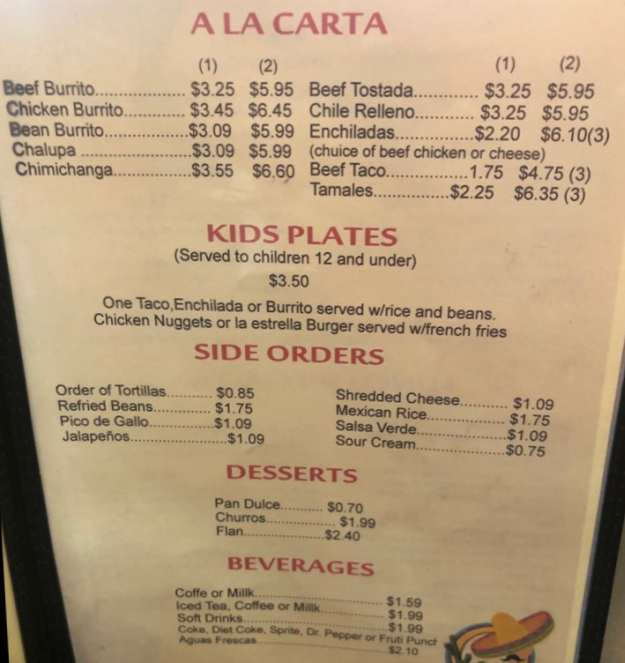 A LA CARTA
(1) (2)
Beef Burrito................ $3.25 $5.95
Chicken Burrito............ $3.45 $6.45
Bean Burrito...............$3.09 $5.99
Chalupa ....................$3.09 $5.99
Chimichanga..............$3.55 $6.60
(1) (2)
Beef Tostada............. $3.25 $5.95
Chile Relleno............ $3.25 $5.95
Enchiladas...............$2.20 $6.10(3)
(chuice of beef chicken or cheese)
Beef Taco.................1.75 $4.75 (3)
Tamales................$2.25 $6.35 (3)
KIDS PLATES
(Served to children 12 and under)
$3.50
One Taco,Enchilada or Burrito served w/rice and beans.
Chicken Nuggets or la estrella Burger served w/french fries
SIDE ORDERS
Order of Tortillas.......... $0.85
Refried Beans............. $1.75
Pico de Gallo..............$1.09
Jalapeños.....................$1.09
Shredded Cheese.......... $1.09
Mexican Rice................. $1.75
Salsa Verde...................$1.09
Sour Cream...................$0.75
DESSERTS
Pan Dulce.......... $0.70
Churros................ $1.99
Flan...................$2.40
BEVERAGES
Coffe or Millk.............................. $1.59
Iced Tea, Coffee or Millk............... $1.99
Soft Drinks................................... $1.99
Coke, Diet Coke, Sprite, Dr. Pepper or Fruti Punct
Aguas Frescas............................... $2.10